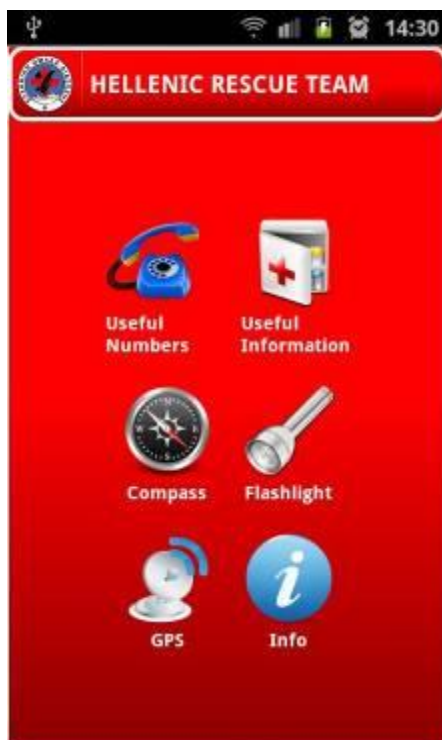 14:30
HELLENIC RESCUE TEAM
Useful
Numbers
Useful
Information
Compass
Flashlight
GPS
Info